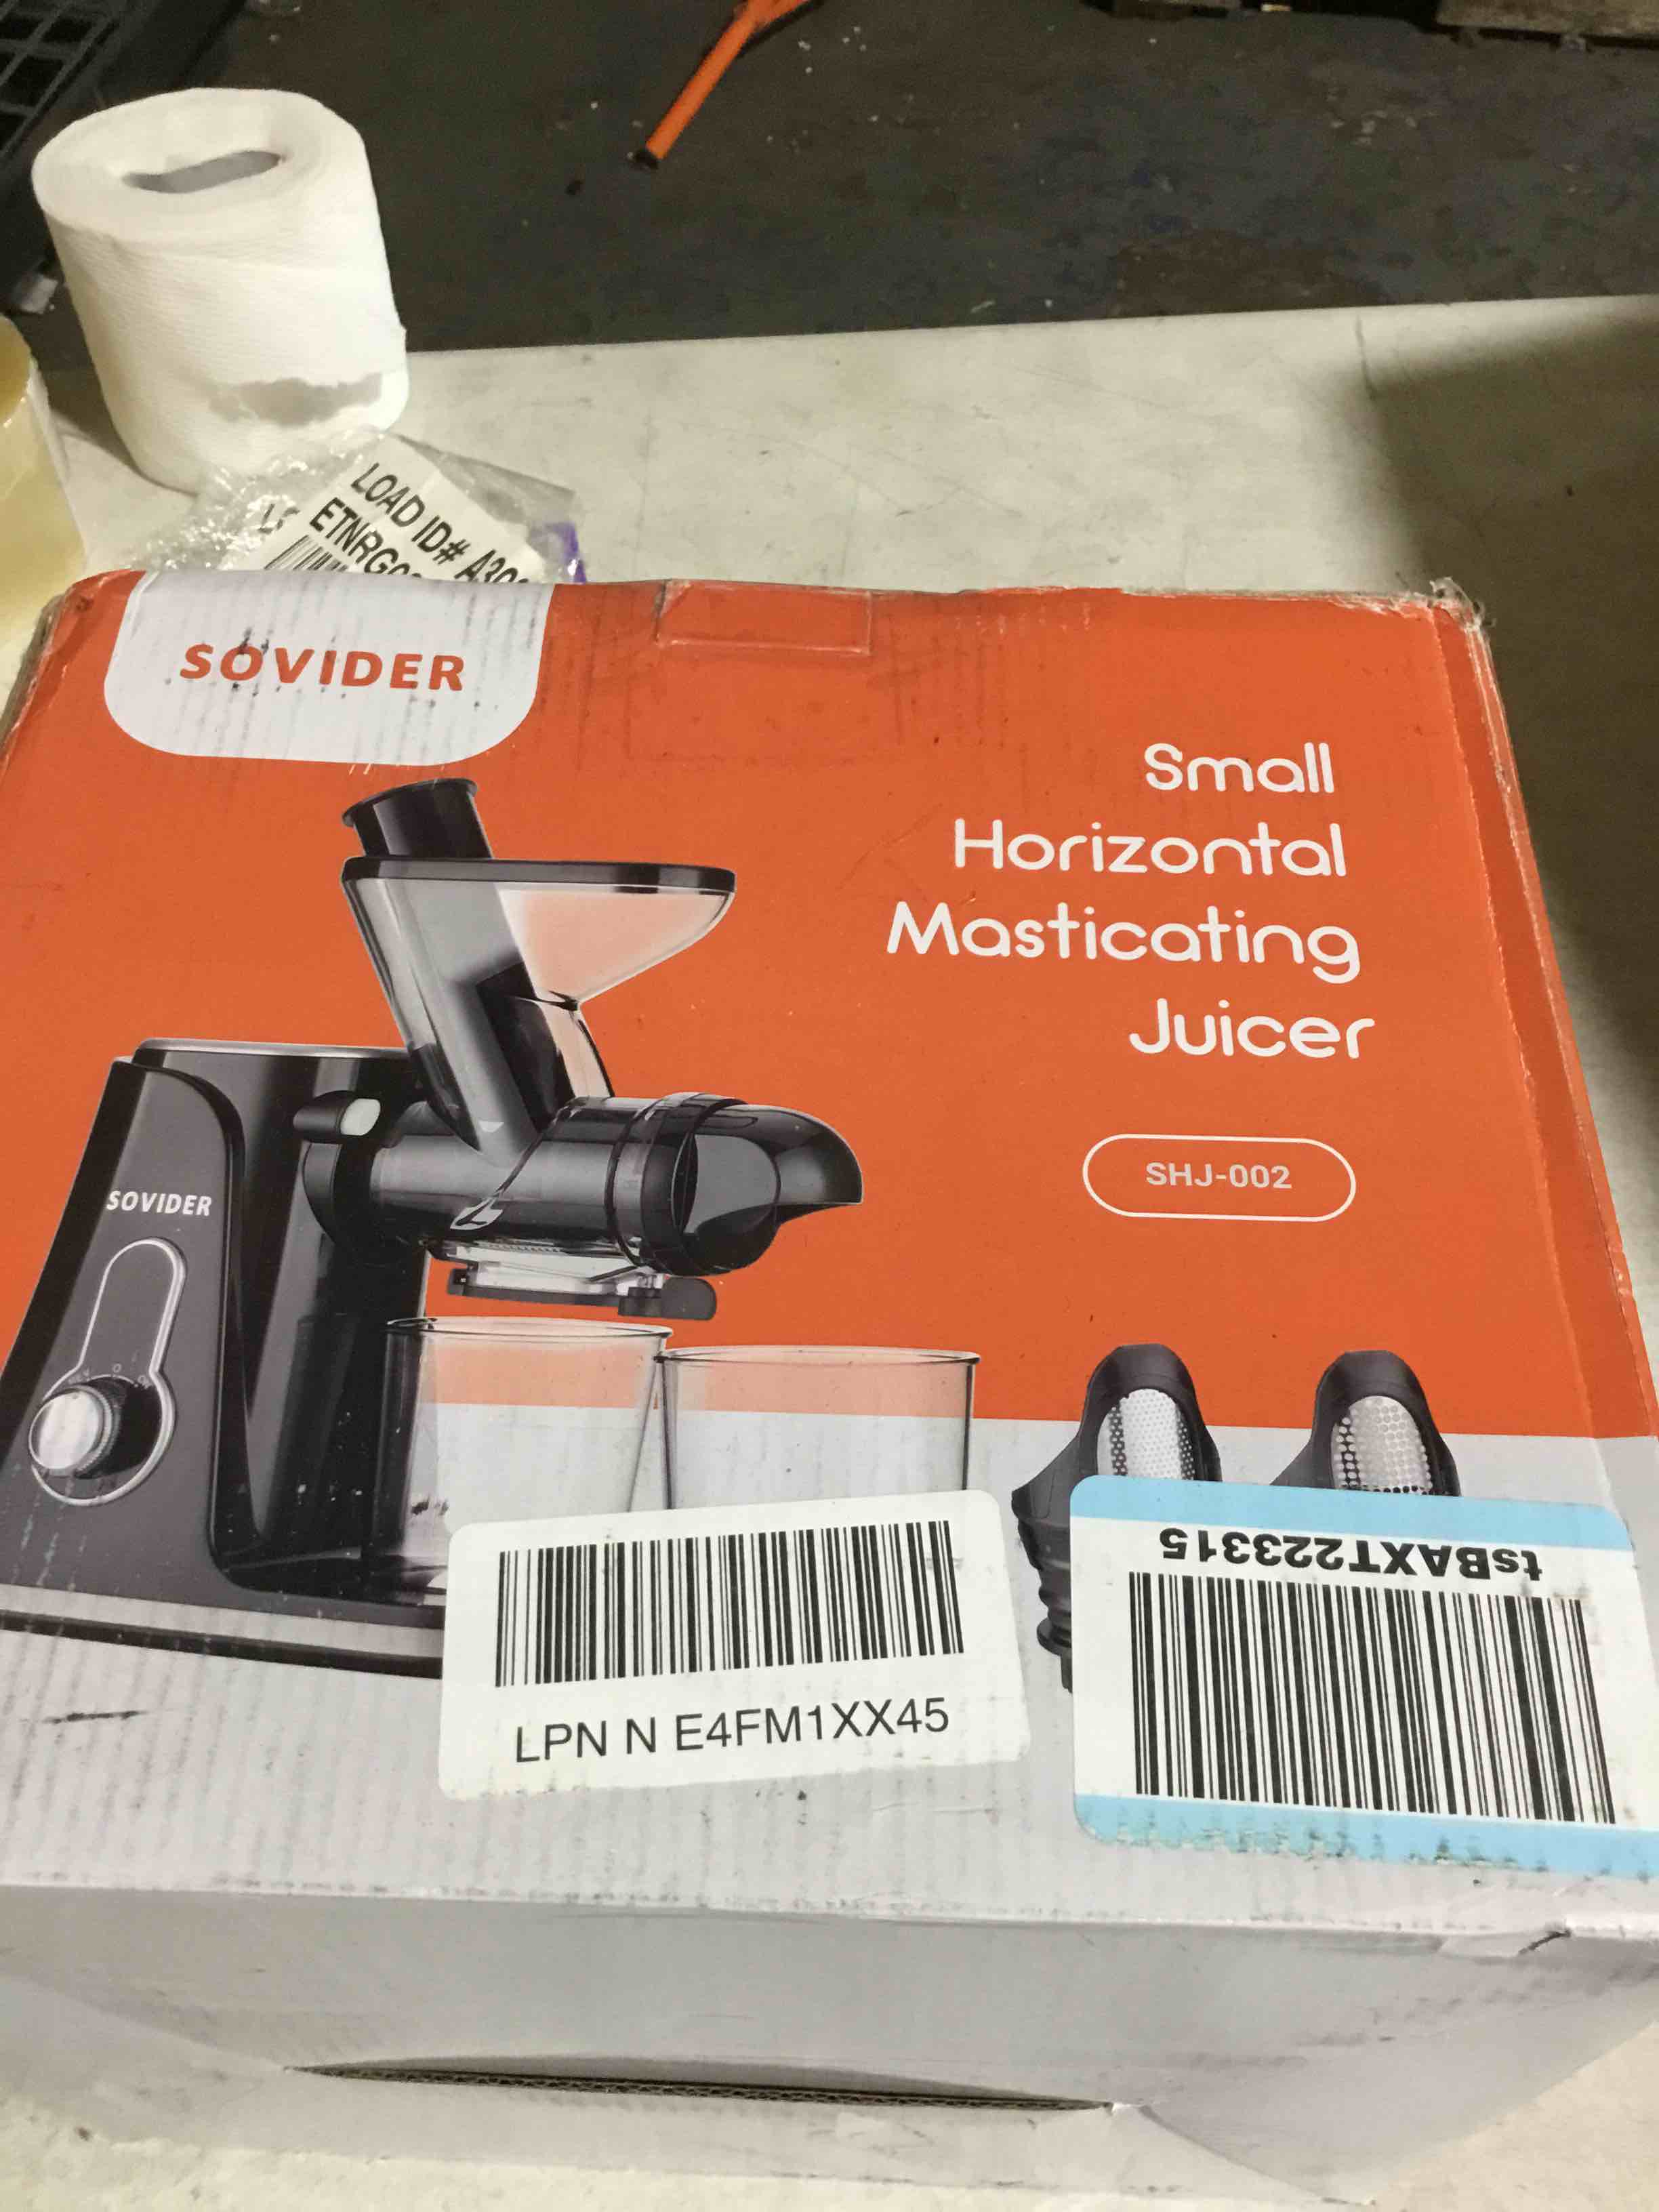 LOAD ID#
SOVIDER
Small
Horizontal
Masticating
Juicer
SHJ-002
SOVIDER
tsBAXT223315
LPN N E4FM1XX45